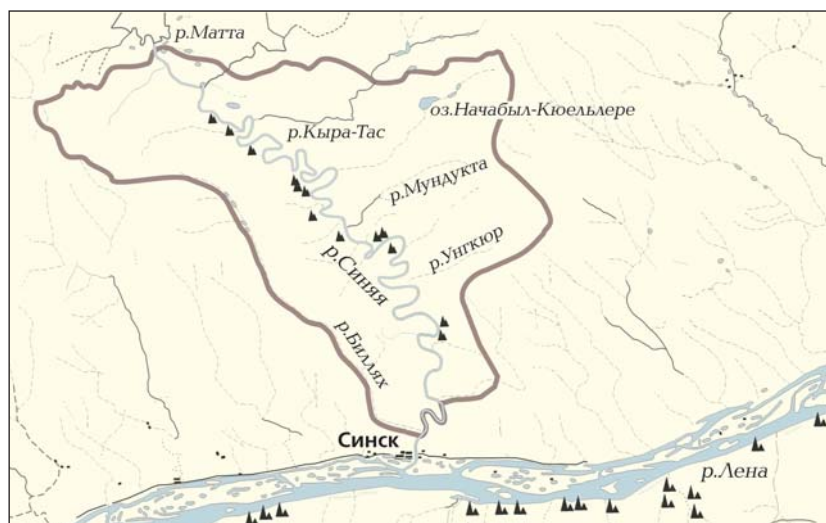 р.Матта
оз.Начабыл-Кюельлере
р.Кыра-Тас
р.Мундукта
р.Унгкюр
р.Синяя
р.Биллях
Синск
р.Лена